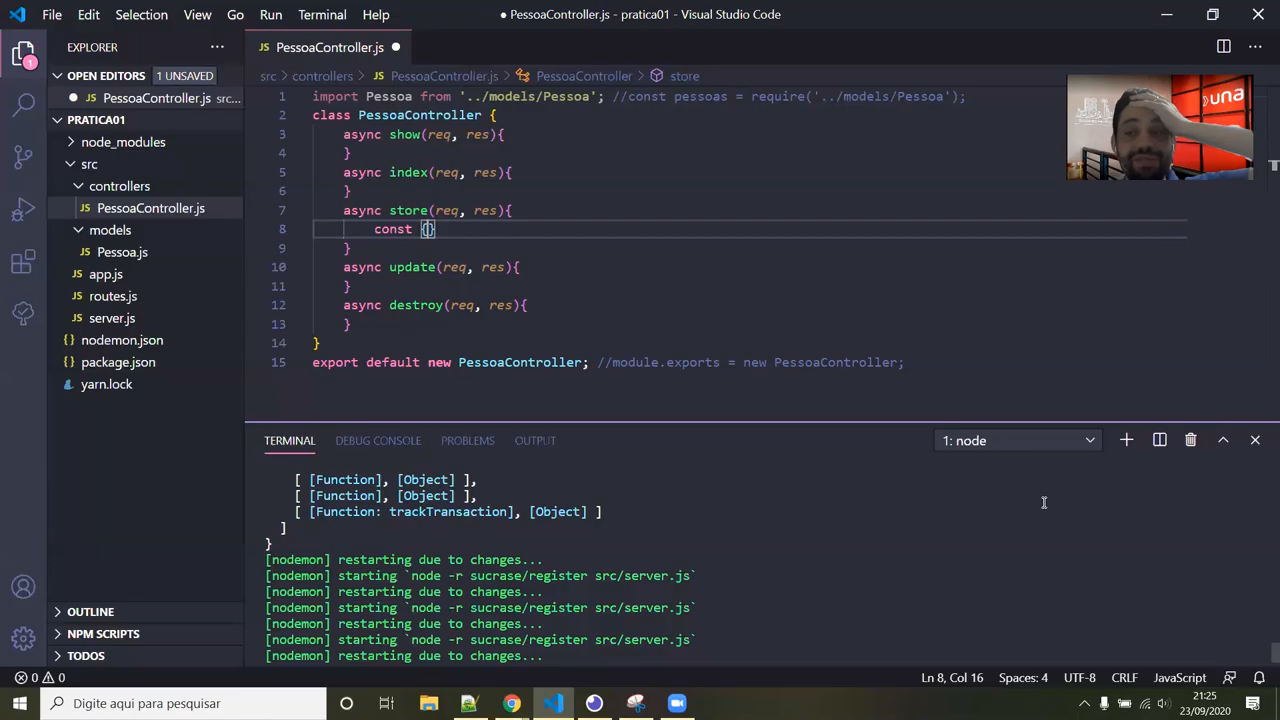 File Edit Selection View Go Run Terminal Help
● PessoaController.js - pratica01 - Visual Studio Code
EXPLORER
OPEN EDITORS 1 UNSAVED
PessoaController.js src...
PRATICA01
node_modules
src
controllers
PessoaController.js
models
Pessoa.js
app.js
routes.js
server.js
nodemon.json
package.json
yarn.lock
OUTLINE
NPM SCRIPTS
TODOS
1
JS PessoaController.js
src > controllers > JS PessoaController.js > PessoaController > store
1 import Pessoa from '../models/Pessoa'; //const pessoas = require('../models/Pessoa');
2 class PessoaController {
3 async show(req, res){
4 }
5 async index(req, res){
6 }
7 async store(req, res){
8 const {}
9 }
10 async update(req, res){
11 }
12 async destroy(req, res){
13 }
14 }
15 export default new PessoaController; //module.exports = new PessoaController;
una
TERMINAL DEBUG CONSOLE PROBLEMS OUTPUT
1: node
[ [Function], [Object] ],
[ [Function], [Object] ],
[ [Function: trackTransaction], [Object] ]
]
}
[nodemon] restarting due to changes...
[nodemon] starting `node -r sucrase/register src/server.js`
[nodemon] restarting due to changes...
[nodemon] starting `node -r sucrase/register src/server.js`
[nodemon] restarting due to changes...
[nodemon] starting `node -r sucrase/register src/server.js`
[nodemon] restarting due to changes...
0 0
Ln 8, Col 16 Spaces: 4 UTF-8 CRLF JavaScript
Digite aqui para pesquisar
21:25
23/09/2020